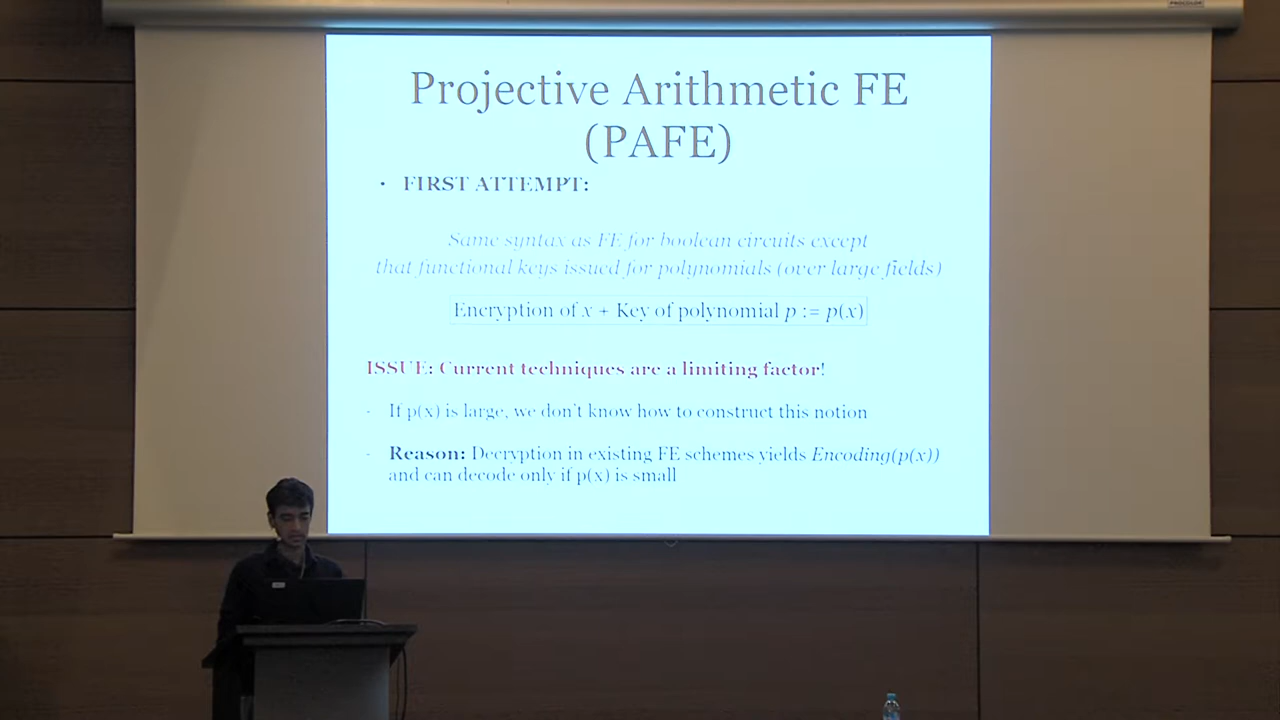 Projective Arithmetic FE
(PAFE)
• FIRST ATTEMPT:
Same syntax as FE for boolean circuits except
that functional keys issued for polynomials (over large fields)
Encryption of x + Key of polynomial p := p(x)
ISSUE: Current techniques are a limiting factor!
- If p(x) is large, we don't know how to construct this notion
- Reason: Decryption in existing FE schemes yields Encoding(p(x))
and can decode only if p(x) is small